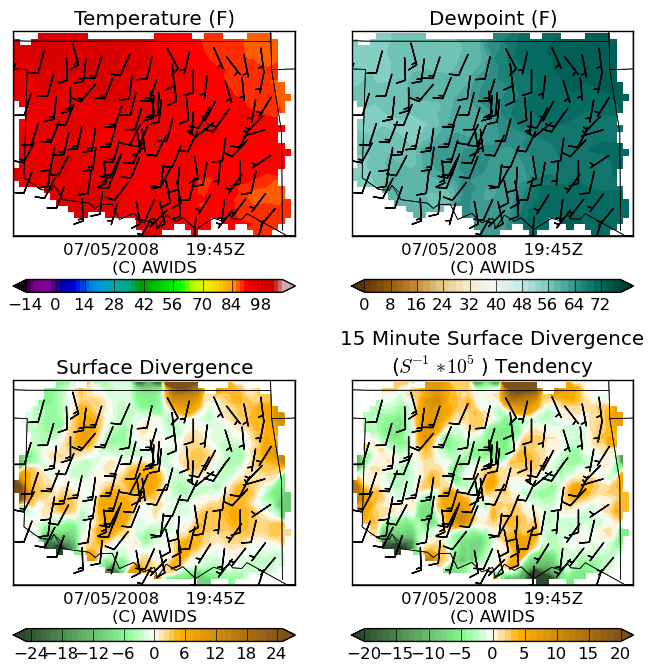 Temperature (F)
07/05/2008 19:45Z
(C) AWIDS
−14 0 14 28 42 56 70 84 98
Dewpoint (F)
07/05/2008 19:45Z
(C) AWIDS
0 8 16 24 32 40 48 56 64 72
Surface Divergence
07/05/2008 19:45Z
(C) AWIDS
−24 −18 −12 −6 0 6 12 18 24
15 Minute Surface Divergence
(S⁻¹ *10⁵ ) Tendency
07/05/2008 19:45Z
(C) AWIDS
−20 −15 −10 −5 0 5 10 15 20